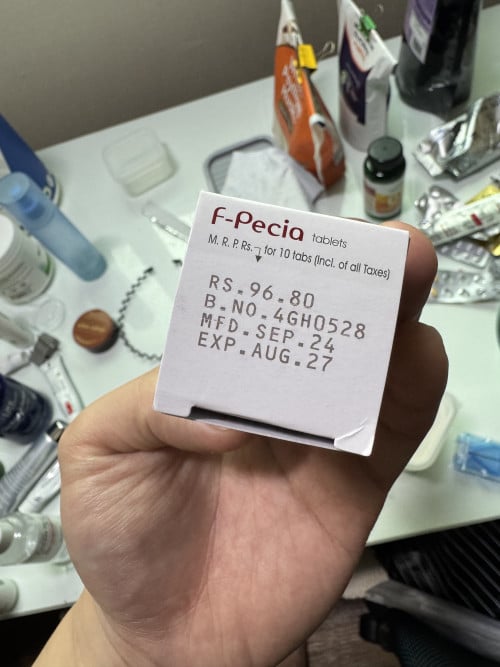 F-Pecia tablets
M. R. P. Rs. for 10 tabs (Incl. of all Taxes)
RS.96.80
B.NO.4GH0528
MFD.SEP.24
EXP.AUG.27